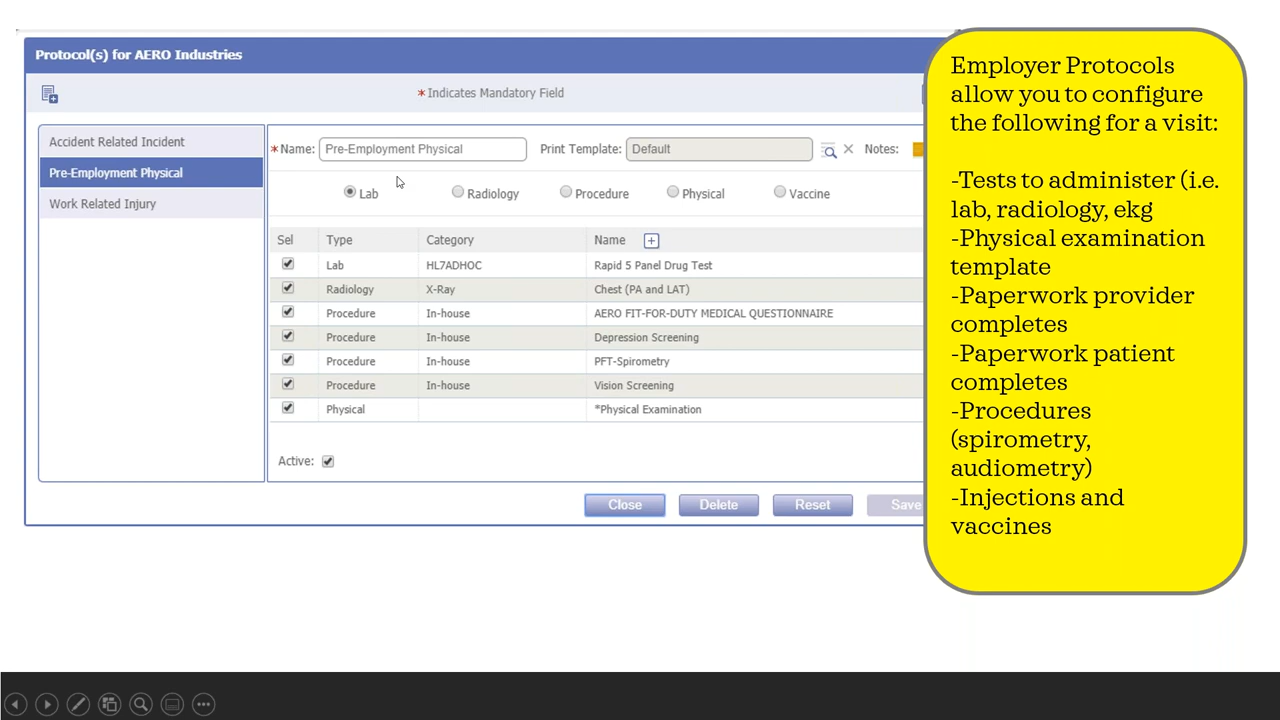 Protocol(s) for AERO Industries
* Indicates Mandatory Field
Accident Related Incident
Pre-Employment Physical
Work Related Injury
* Name: Pre-Employment Physical Print Template: Default Notes:
Lab Radiology Procedure Physical Vaccine
Sel Type Category Name
Lab HL7ADHOC Rapid 5 Panel Drug Test
Radiology X-Ray Chest (PA and LAT)
Procedure In-house AERO FIT-FOR-DUTY MEDICAL QUESTIONNAIRE
Procedure In-house Depression Screening
Procedure In-house PFT-Spirometry
Procedure In-house Vision Screening
Physical *Physical Examination
Active:
Close Delete Reset Save
Employer Protocols
allow you to configure
the following for a visit:
-Tests to administer (i.e.
lab, radiology, ekg
-Physical examination
template
-Paperwork provider
completes
-Paperwork patient
completes
-Procedures
(spirometry,
audiometry)
-Injections and
vaccines